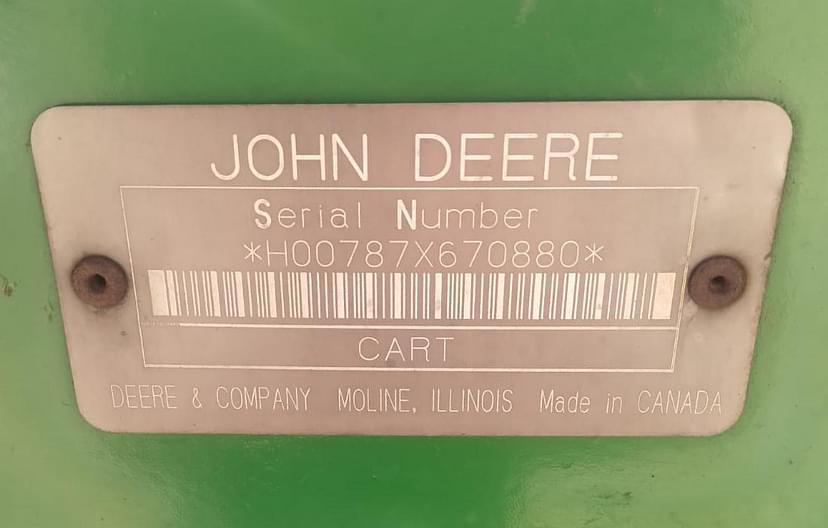 JOHN DEERE
Serial Number
*H00787X670880*
CART
DEERE & COMPANY MOLINE, ILLINOIS Made in CANADA